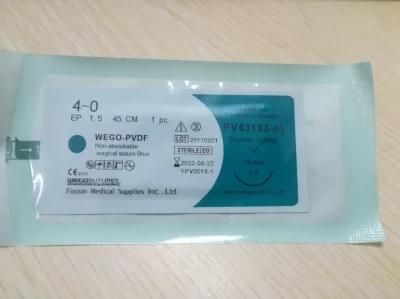 4-0
EP 1.5 45 CM 1 pc
WEGO-PVDF
Non-absorbable
surgical suture Blue
LOT 20170921
STERILE EO
2022-09-22
YPV0016-1
WEGOSUTURES
Foosin Medical Supplies Inc., Ltd
PV43193-45
Reverse Cutting
19 mm